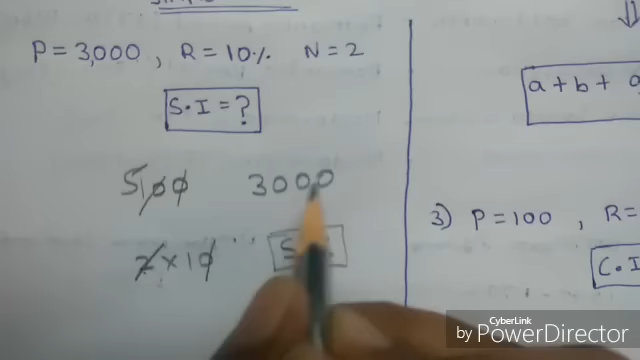 P = 3,000 , R = 10% N = 2
S.I = ?
5100 3000
2 x 10
a + b +
3) P = 100 , R =
C.I
CyberLink
by PowerDirector